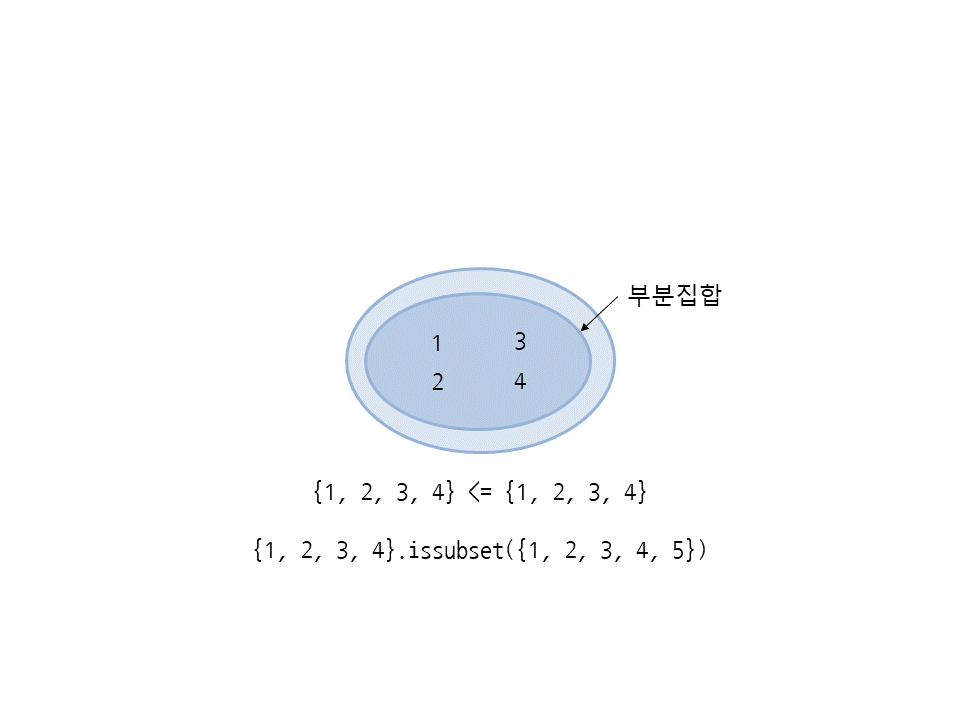 부분집합
1 3
2 4
{1, 2, 3, 4} <= {1, 2, 3, 4}
{1, 2, 3, 4}.issubset({1, 2, 3, 4, 5})